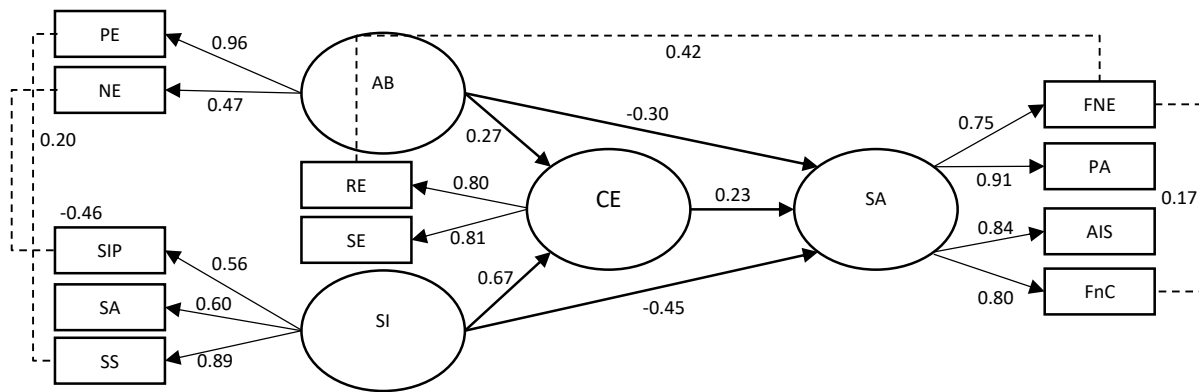 PE
0.96
AB
0.42
NE
0.47
-0.30
FNE
0.75
0.20
0.27
RE
0.80
CE
0.23
SA
0.91
PA
0.17
SE
0.81
-0.46
SIP
0.56
0.67
0.84
AIS
SA
0.60
SI
-0.45
0.80
FnC
SS
0.89